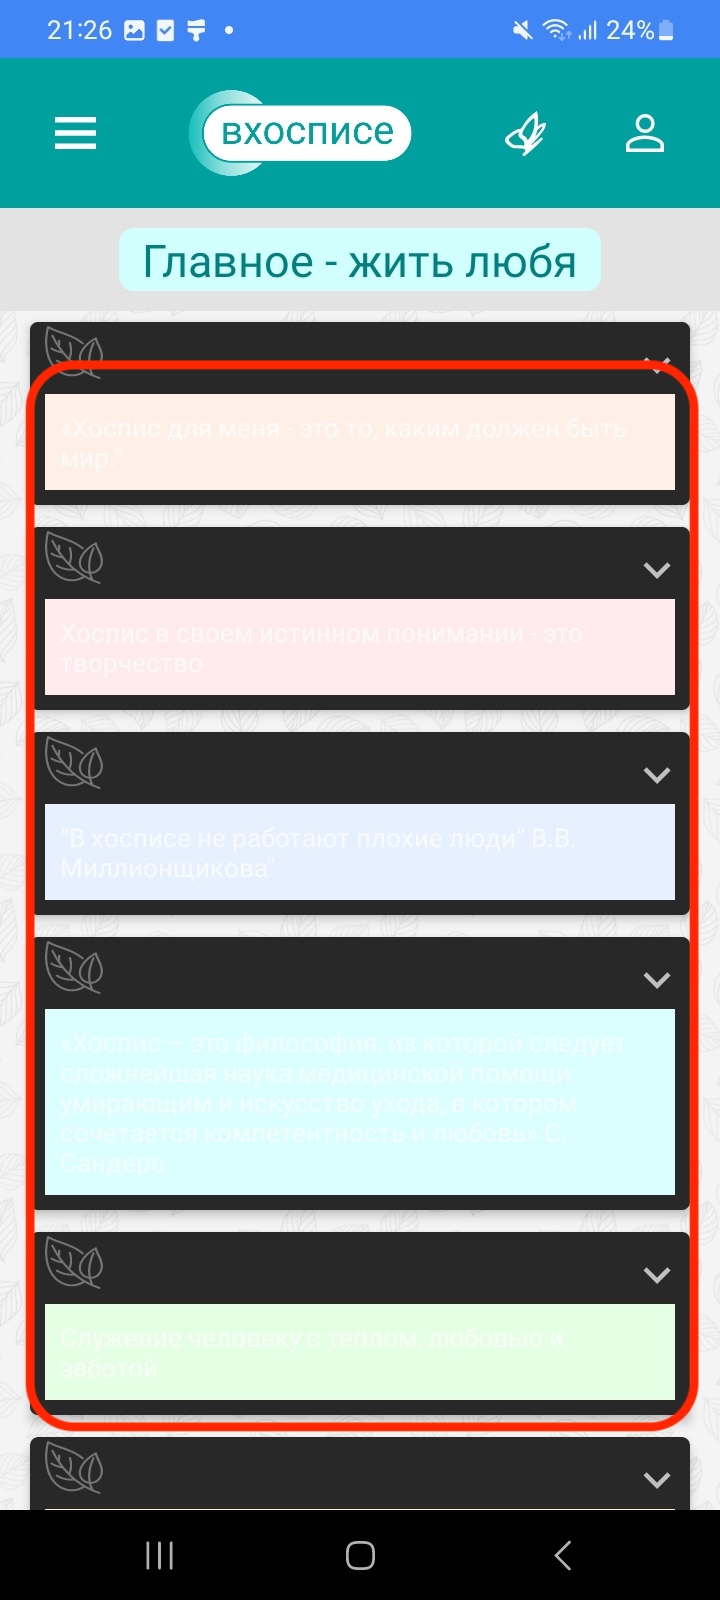 21:26
24%
вхосписе
Главное - жить любя
«Хоспис для меня - это то, каким должен быть
мир."
Хоспис в своем истинном понимании - это
творчество
"В хосписе не работают плохие люди" В.В.
Миллионщикова"
«Хоспис – это философия, из которой следует
сложнейшая наука медицинской помощи
умирающим и искусство ухода, в котором
сочетается компетентность и любовь» С.
Сандерс
Служение человеку с теплом, любовью и
заботой